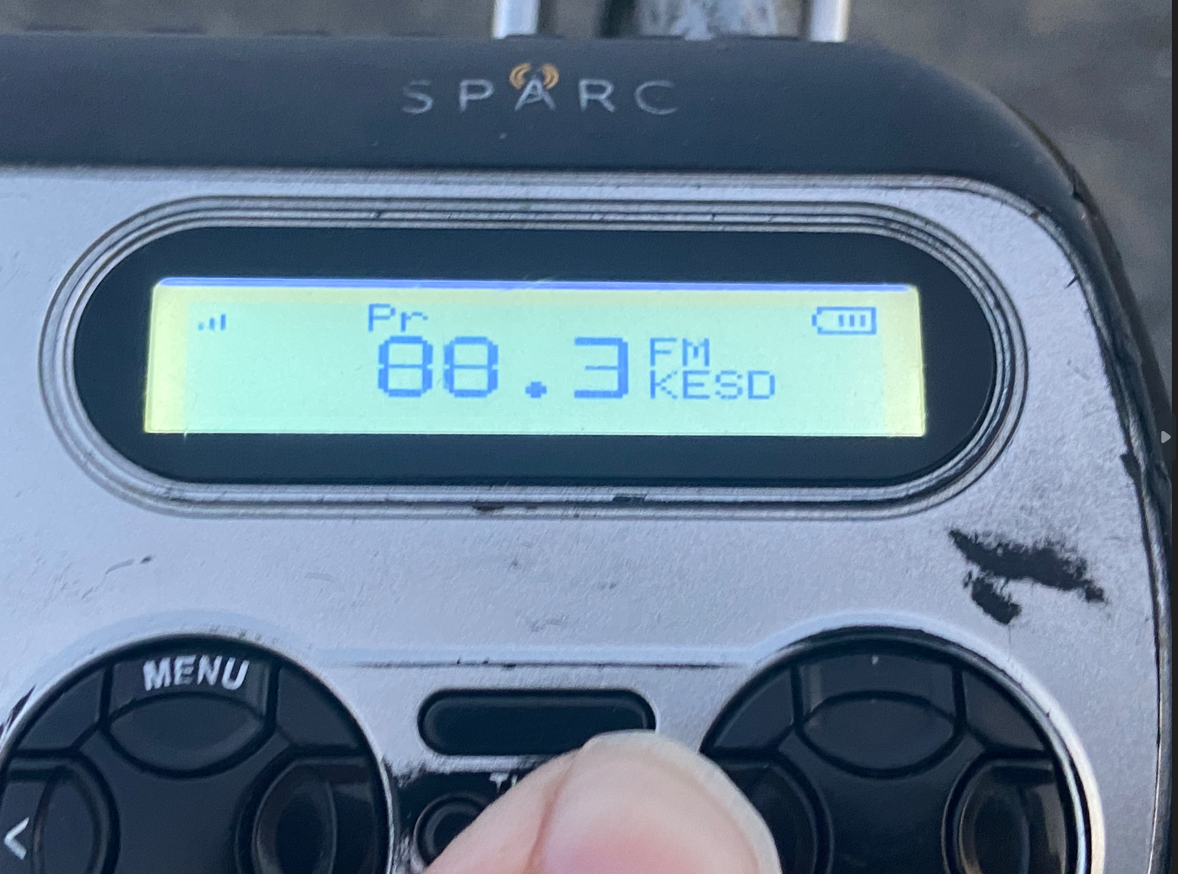 SPARC
Pr
88.3 FM
KESD
MENU
<